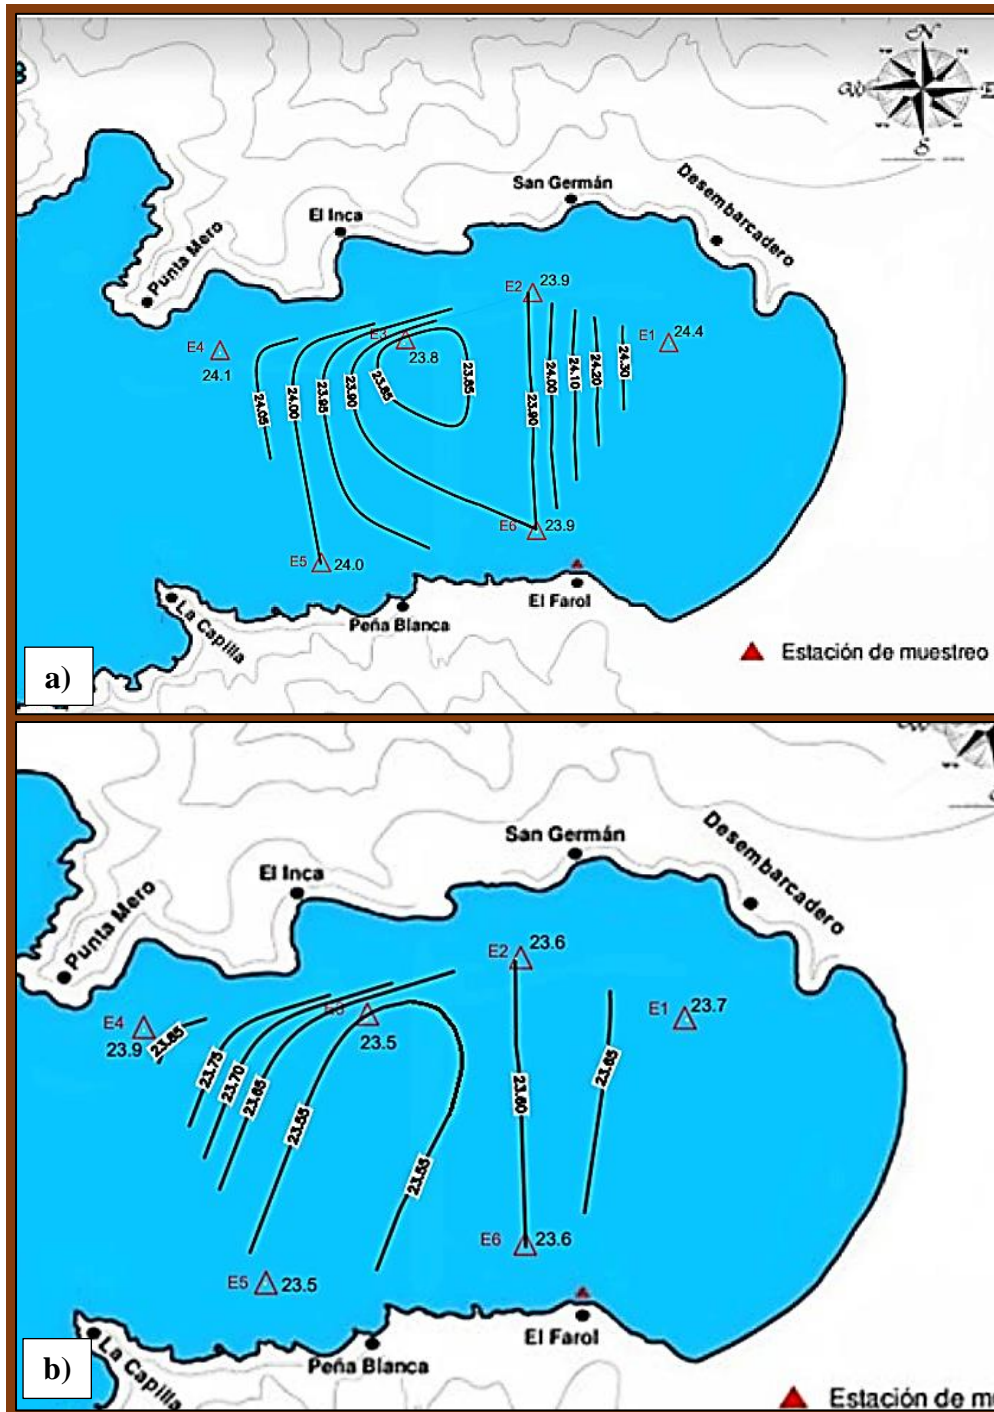 N
E
S
San Germán
Desembarcadero
El Inca
Punta Mero
E2 23.9
E3
23.8
E4
24.1
E1 24.4
24.05
24.00
23.95
23.90
23.85
23.85
23.90
24.00
24.10
24.20
24.30
E6 23.9
E5 24.0
El Farol
La Capilla
Peña Blanca
Estación de muestreo
a)
San Germán
Desembarcadero
El Inca
Punta Mero
E2 23.6
E3
23.5
E4
23.9
E1 23.7
23.85
23.75
23.70
23.65
23.55
23.55
23.60
23.65
E6 23.6
E5 23.5
El Farol
La Capilla
Peña Blanca
b)
Estación de m